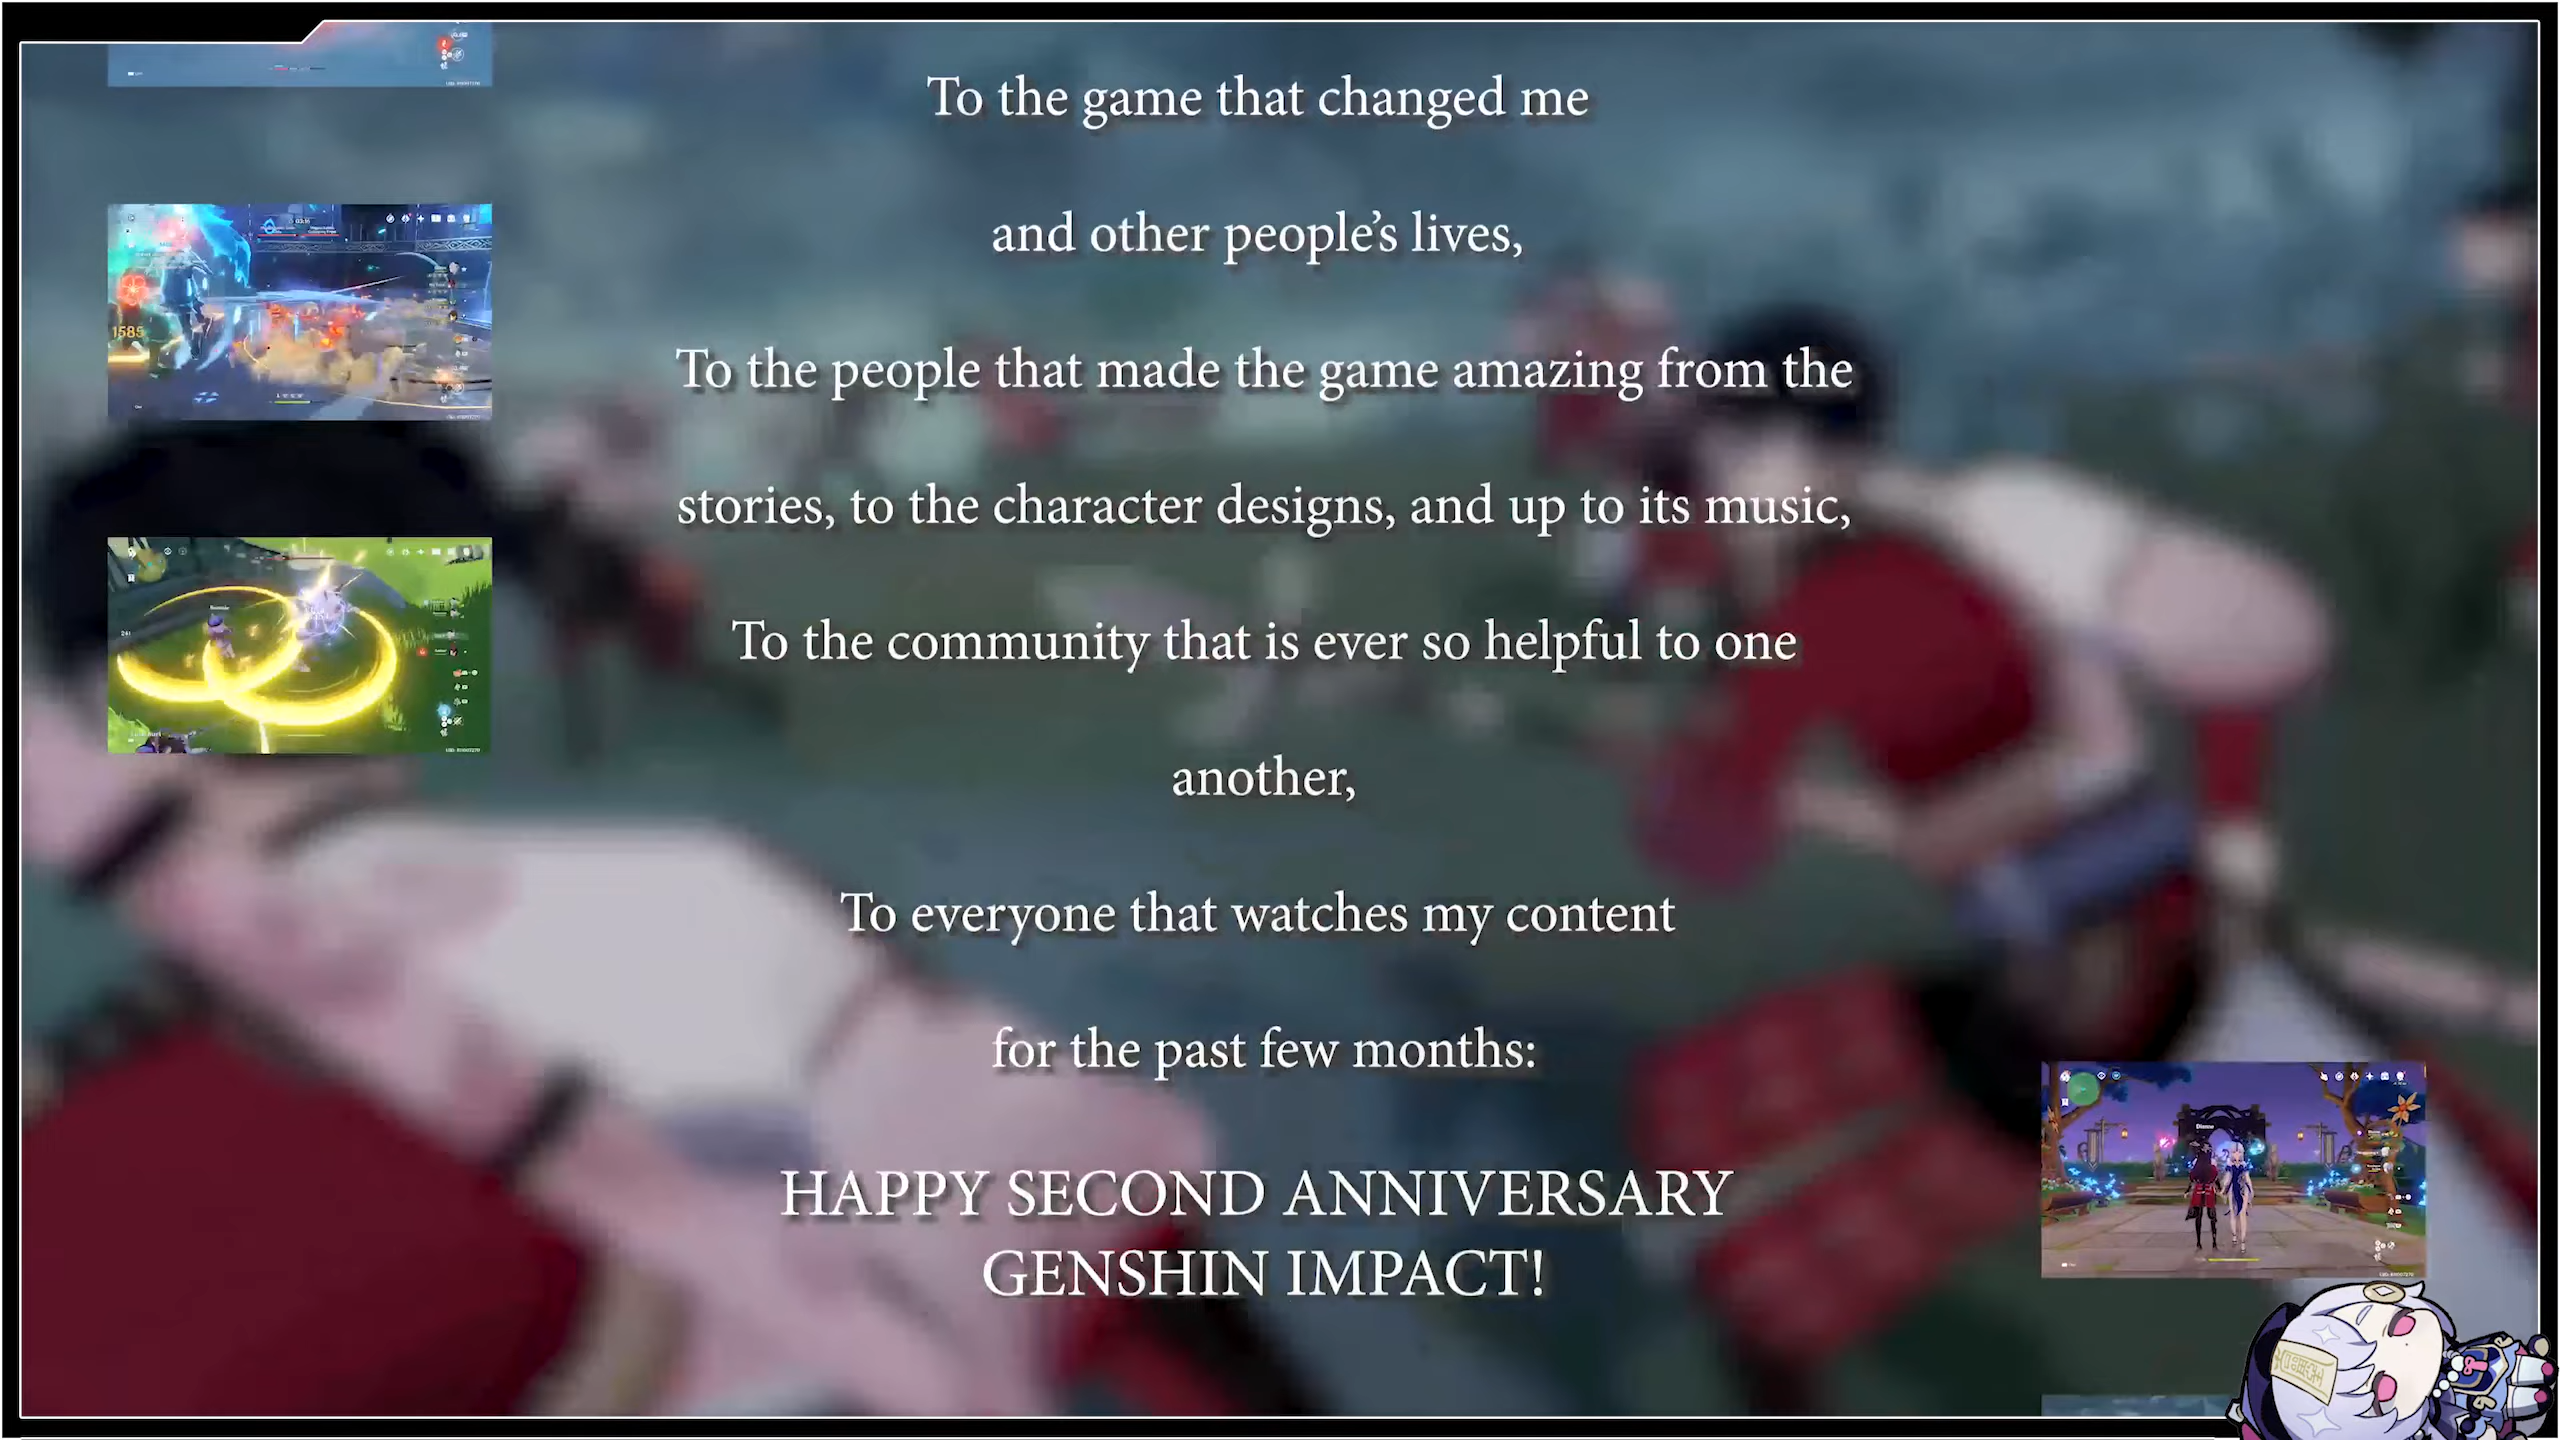 To the game that changed me
and other people's lives,
To the people that made the game amazing from the
stories, to the character designs, and up to its music,
To the community that is ever so helpful to one
another,
To everyone that watches my content
for the past few months:
HAPPY SECOND ANNIVERSARY
GENSHIN IMPACT!
1585
241